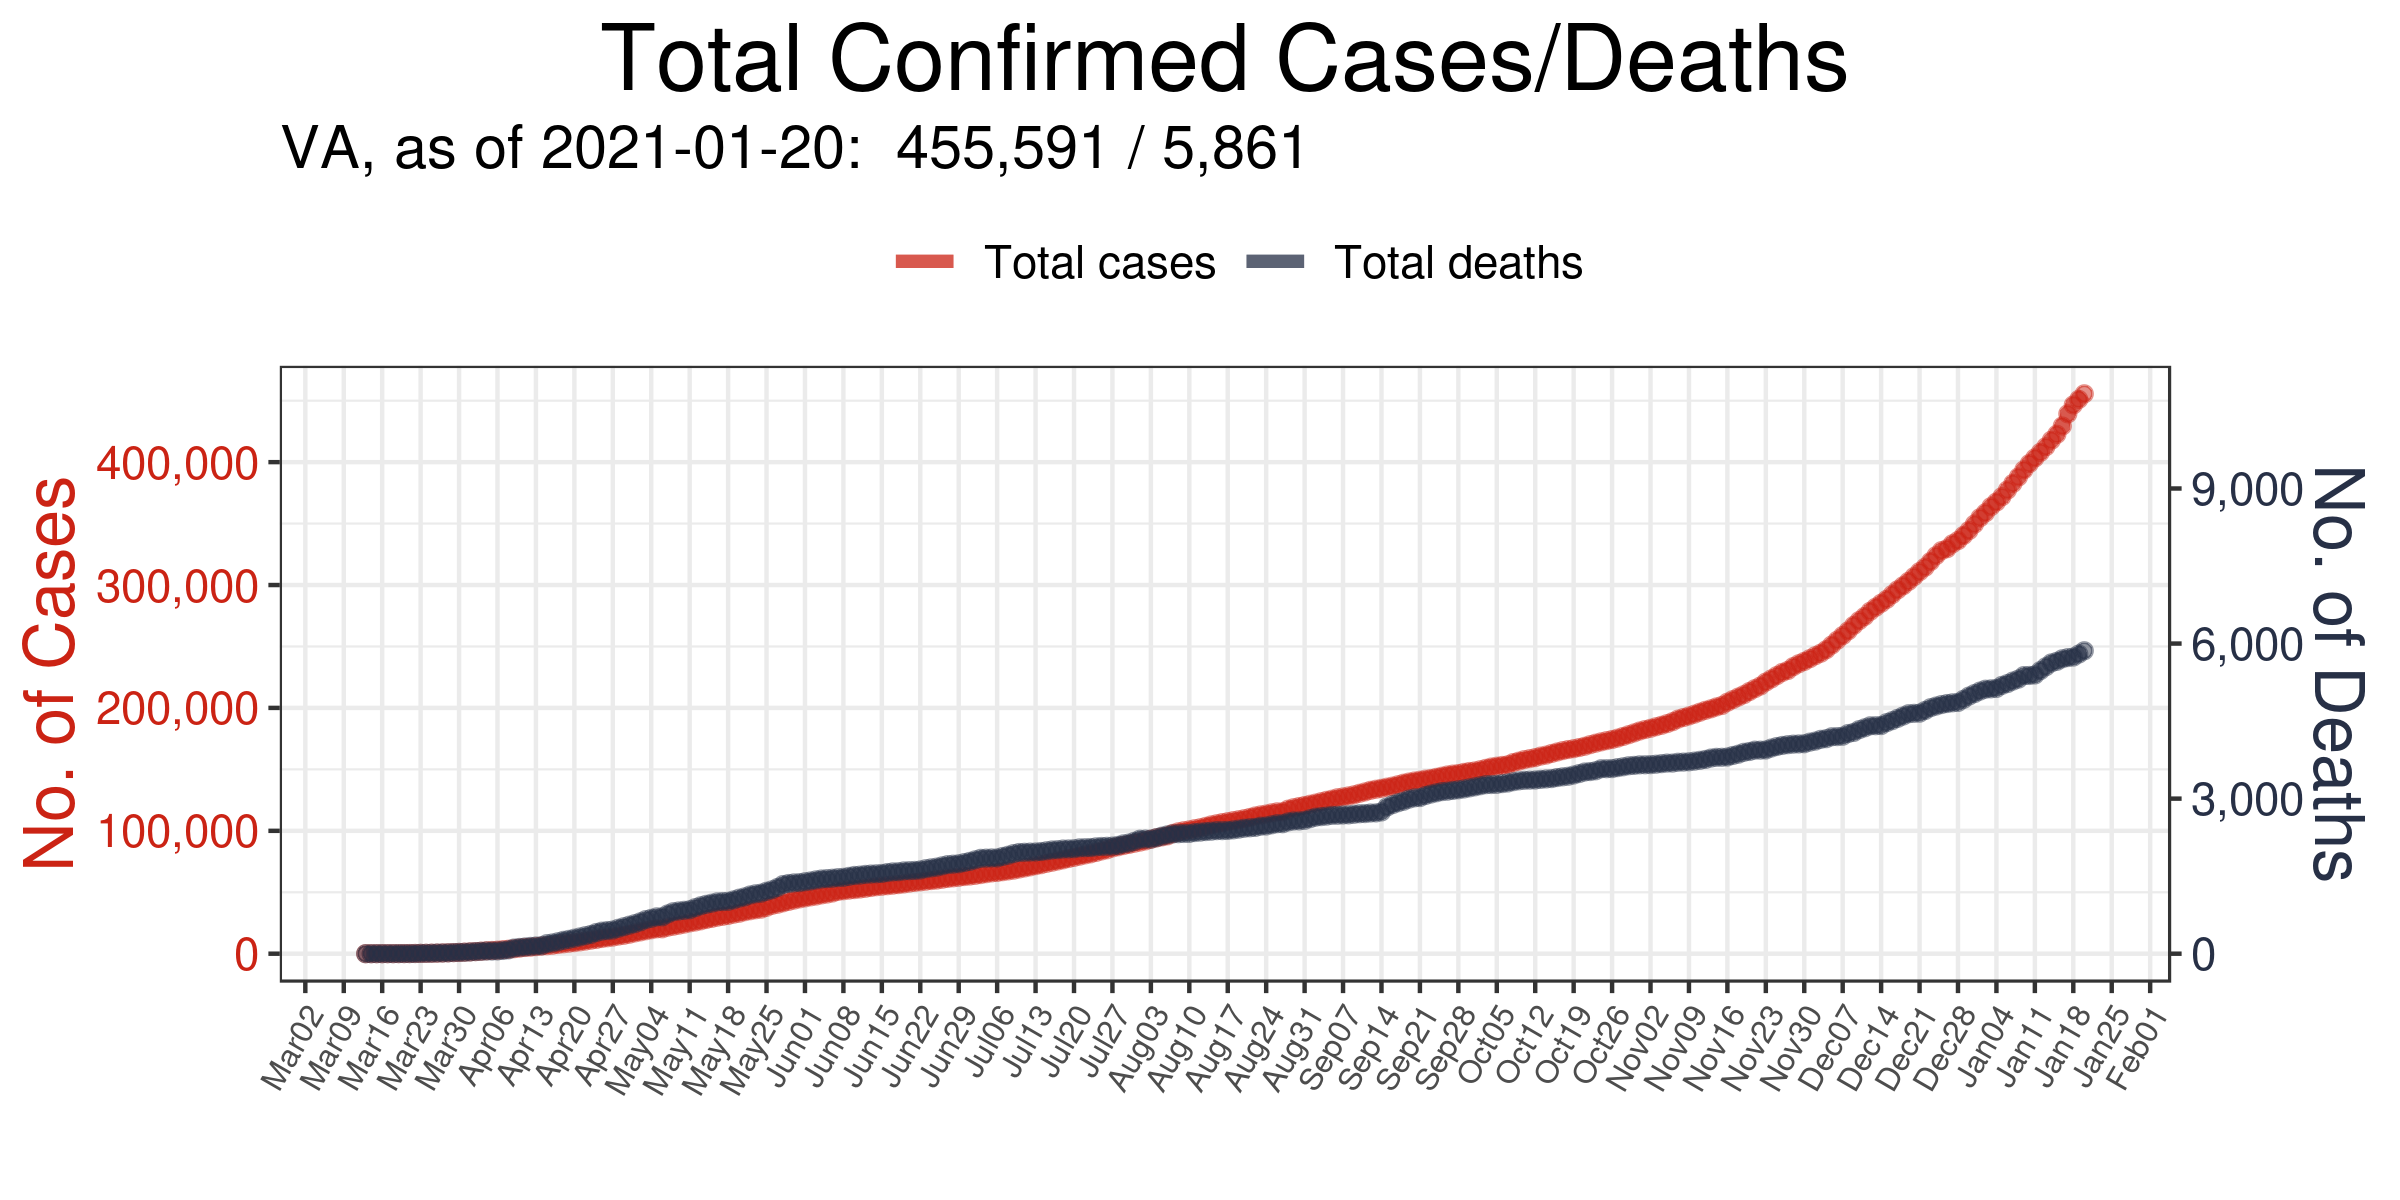 Total Confirmed Cases/Deaths
VA, as of 2021-01-20:  455,591 / 5,861
Total cases
Total deaths
No. of Cases
400,000
300,000
200,000
100,000
0
9,000
6,000
3,000
0
No. of Deaths
Mar02
Mar09
Mar16
Mar23
Mar30
Apr06
Apr13
Apr20
Apr27
May04
May11
May18
May25
Jun01
Jun08
Jun15
Jun22
Jun29
Jul06
Jul13
Jul20
Jul27
Aug03
Aug10
Aug17
Aug24
Aug31
Sep07
Sep14
Sep21
Sep28
Oct05
Oct12
Oct19
Oct26
Nov02
Nov09
Nov16
Nov23
Nov30
Dec07
Dec14
Dec21
Dec28
Jan04
Jan11
Jan18
Jan25
Feb01